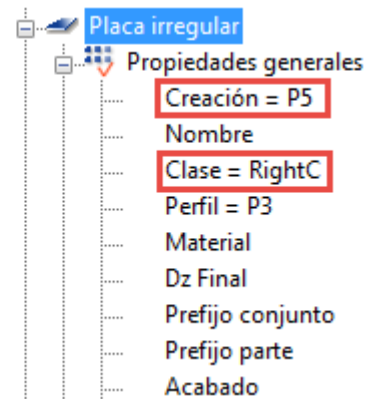 Placa irregular
Propiedades generales
Creación = P5
Nombre
Clase = RightC
Perfil = P3
Material
Dz Final
Prefijo conjunto
Prefijo parte
Acabado